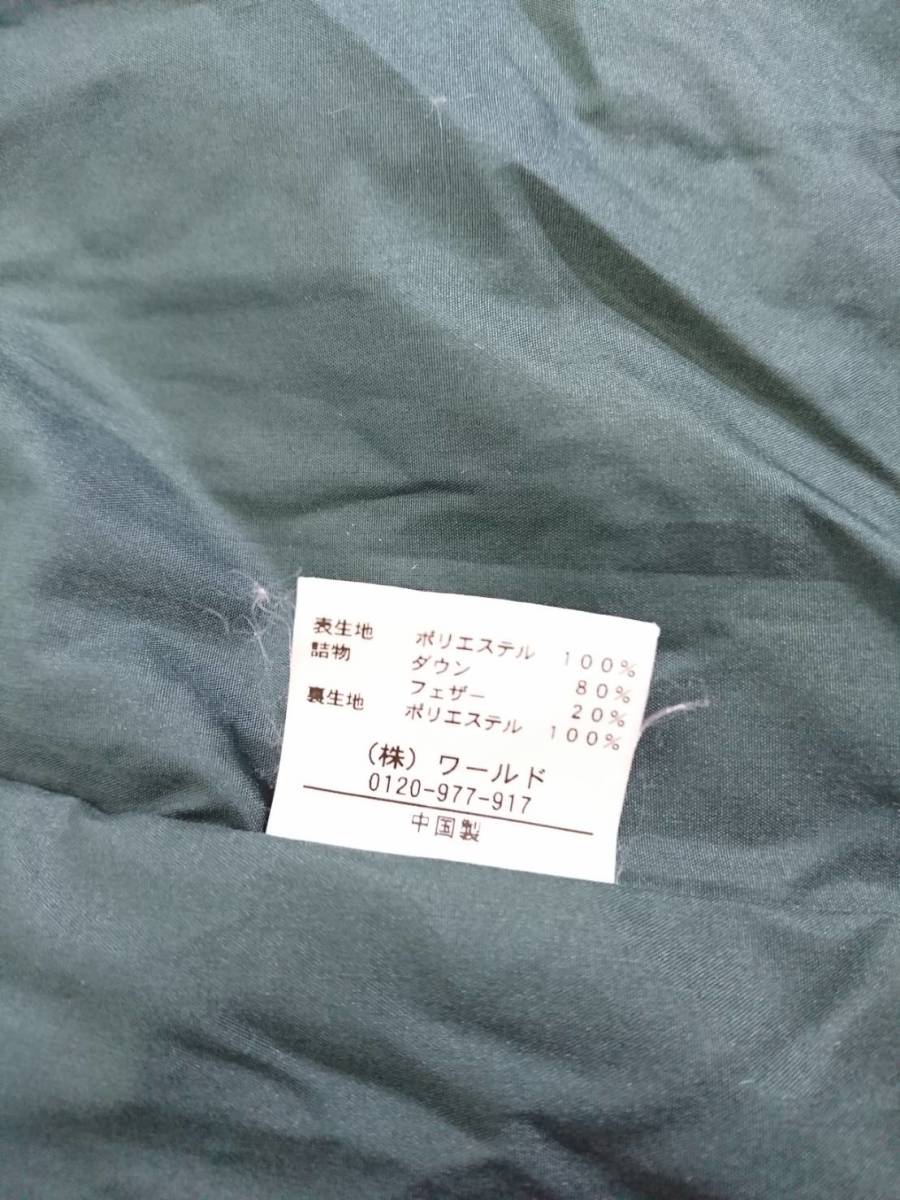 表生地 ポリエステル 100%
詰物 ダウン 80%
フェザー 20%
裏生地 ポリエステル 100%
(株) ワールド
0120-977-917
中国製